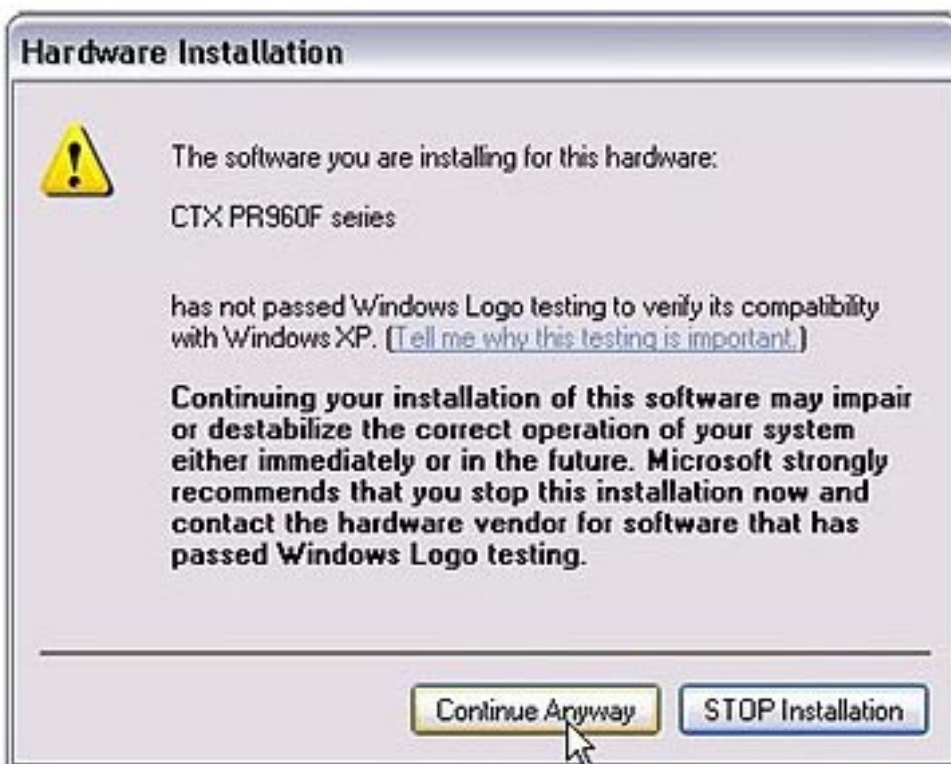 Hardware Installation
The software you are installing for this hardware:
CTX PR960F series
has not passed Windows Logo testing to verify its compatibility
with Windows XP. (Tell me why this testing is important.)
Continuing your installation of this software may impair
or destabilize the correct operation of your system
either immediately or in the future. Microsoft strongly
recommends that you stop this installation now and
contact the hardware vendor for software that has
passed Windows Logo testing.
Continue Anyway
STOP Installation